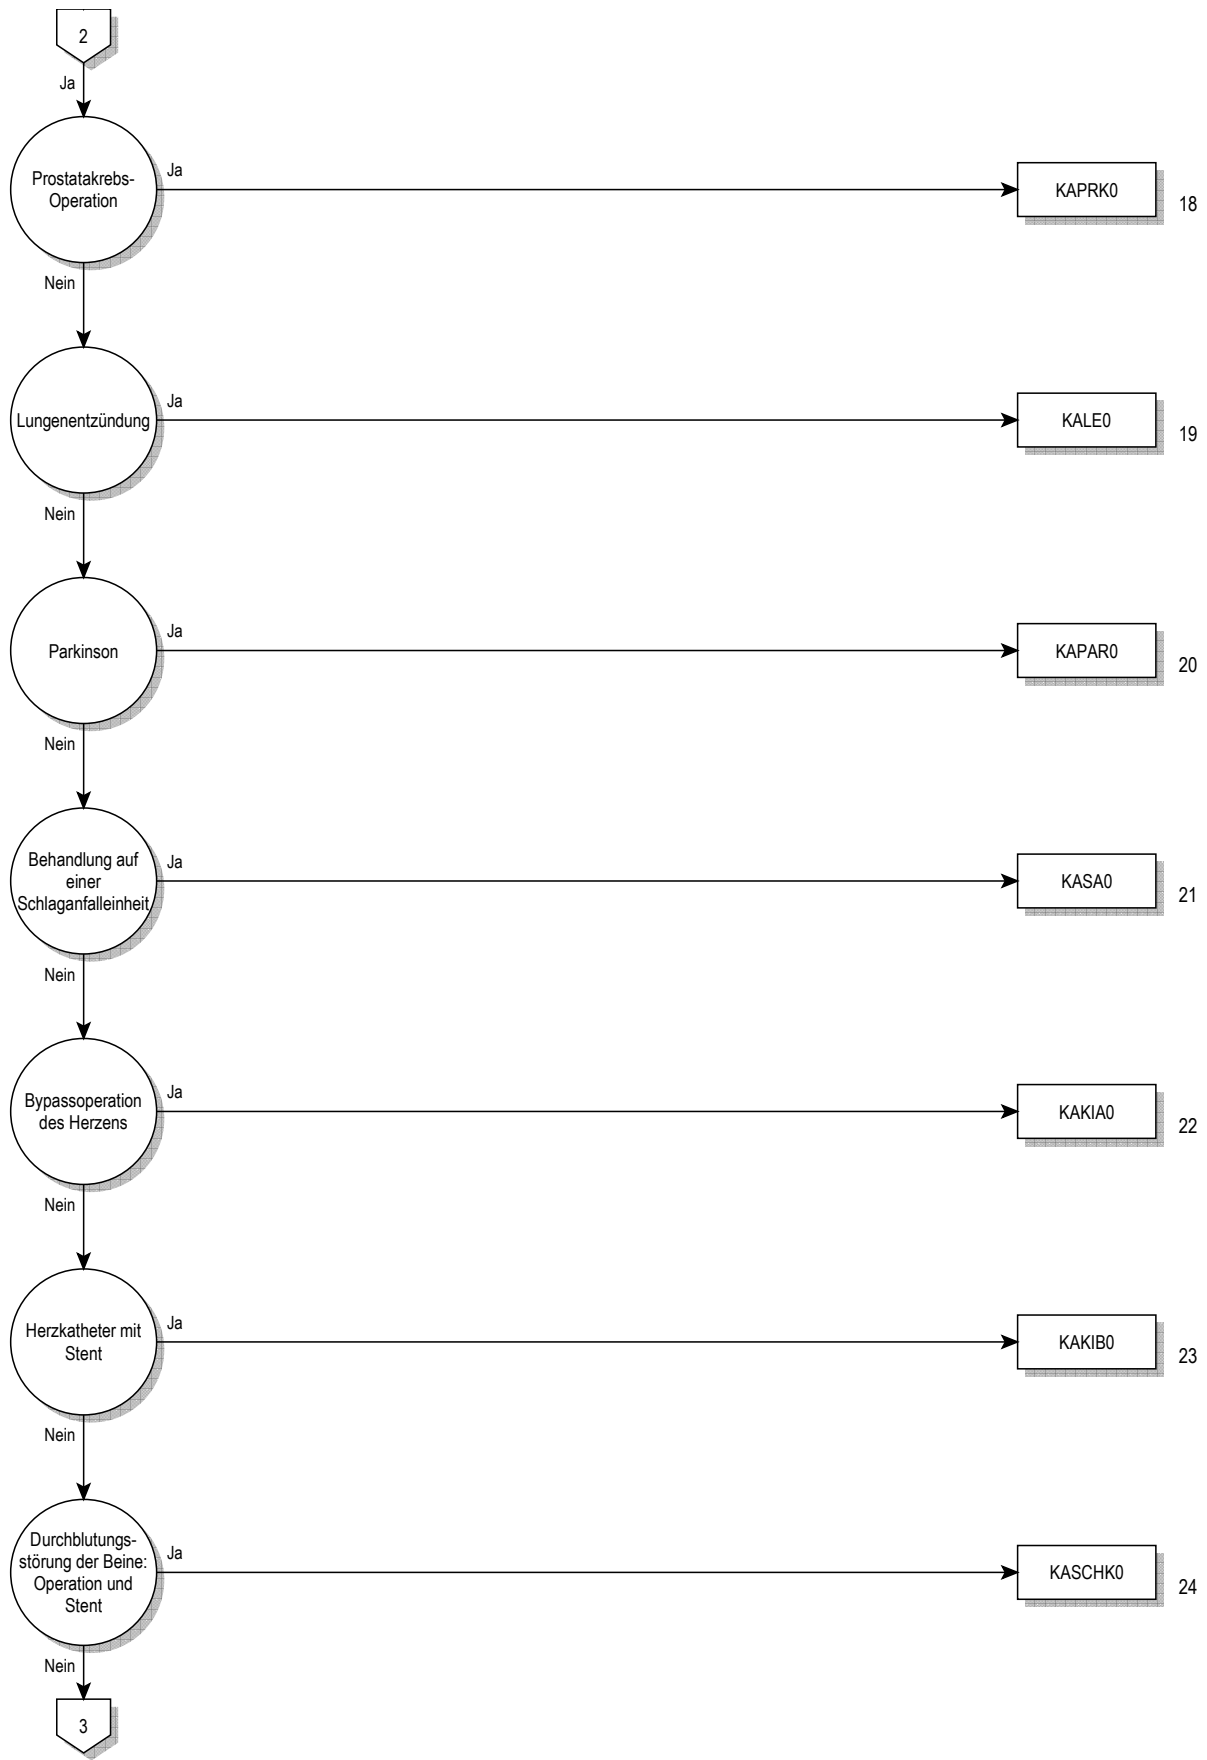 2
Ja
Prostatakrebs-
Operation
Ja
KAPRK0
18
Nein
Lungenentzündung
Ja
KALE0
19
Nein
Parkinson
Ja
KAPAR0
20
Nein
Behandlung auf
einer
Schlaganfalleinheit
Ja
KASA0
21
Nein
Bypassoperation
des Herzens
Ja
KAKIA0
22
Nein
Herzkatheter mit
Stent
Ja
KAKIB0
23
Nein
Durchblutungs-
störung der Beine:
Operation und
Stent
Ja
KASCHK0
24
Nein
3